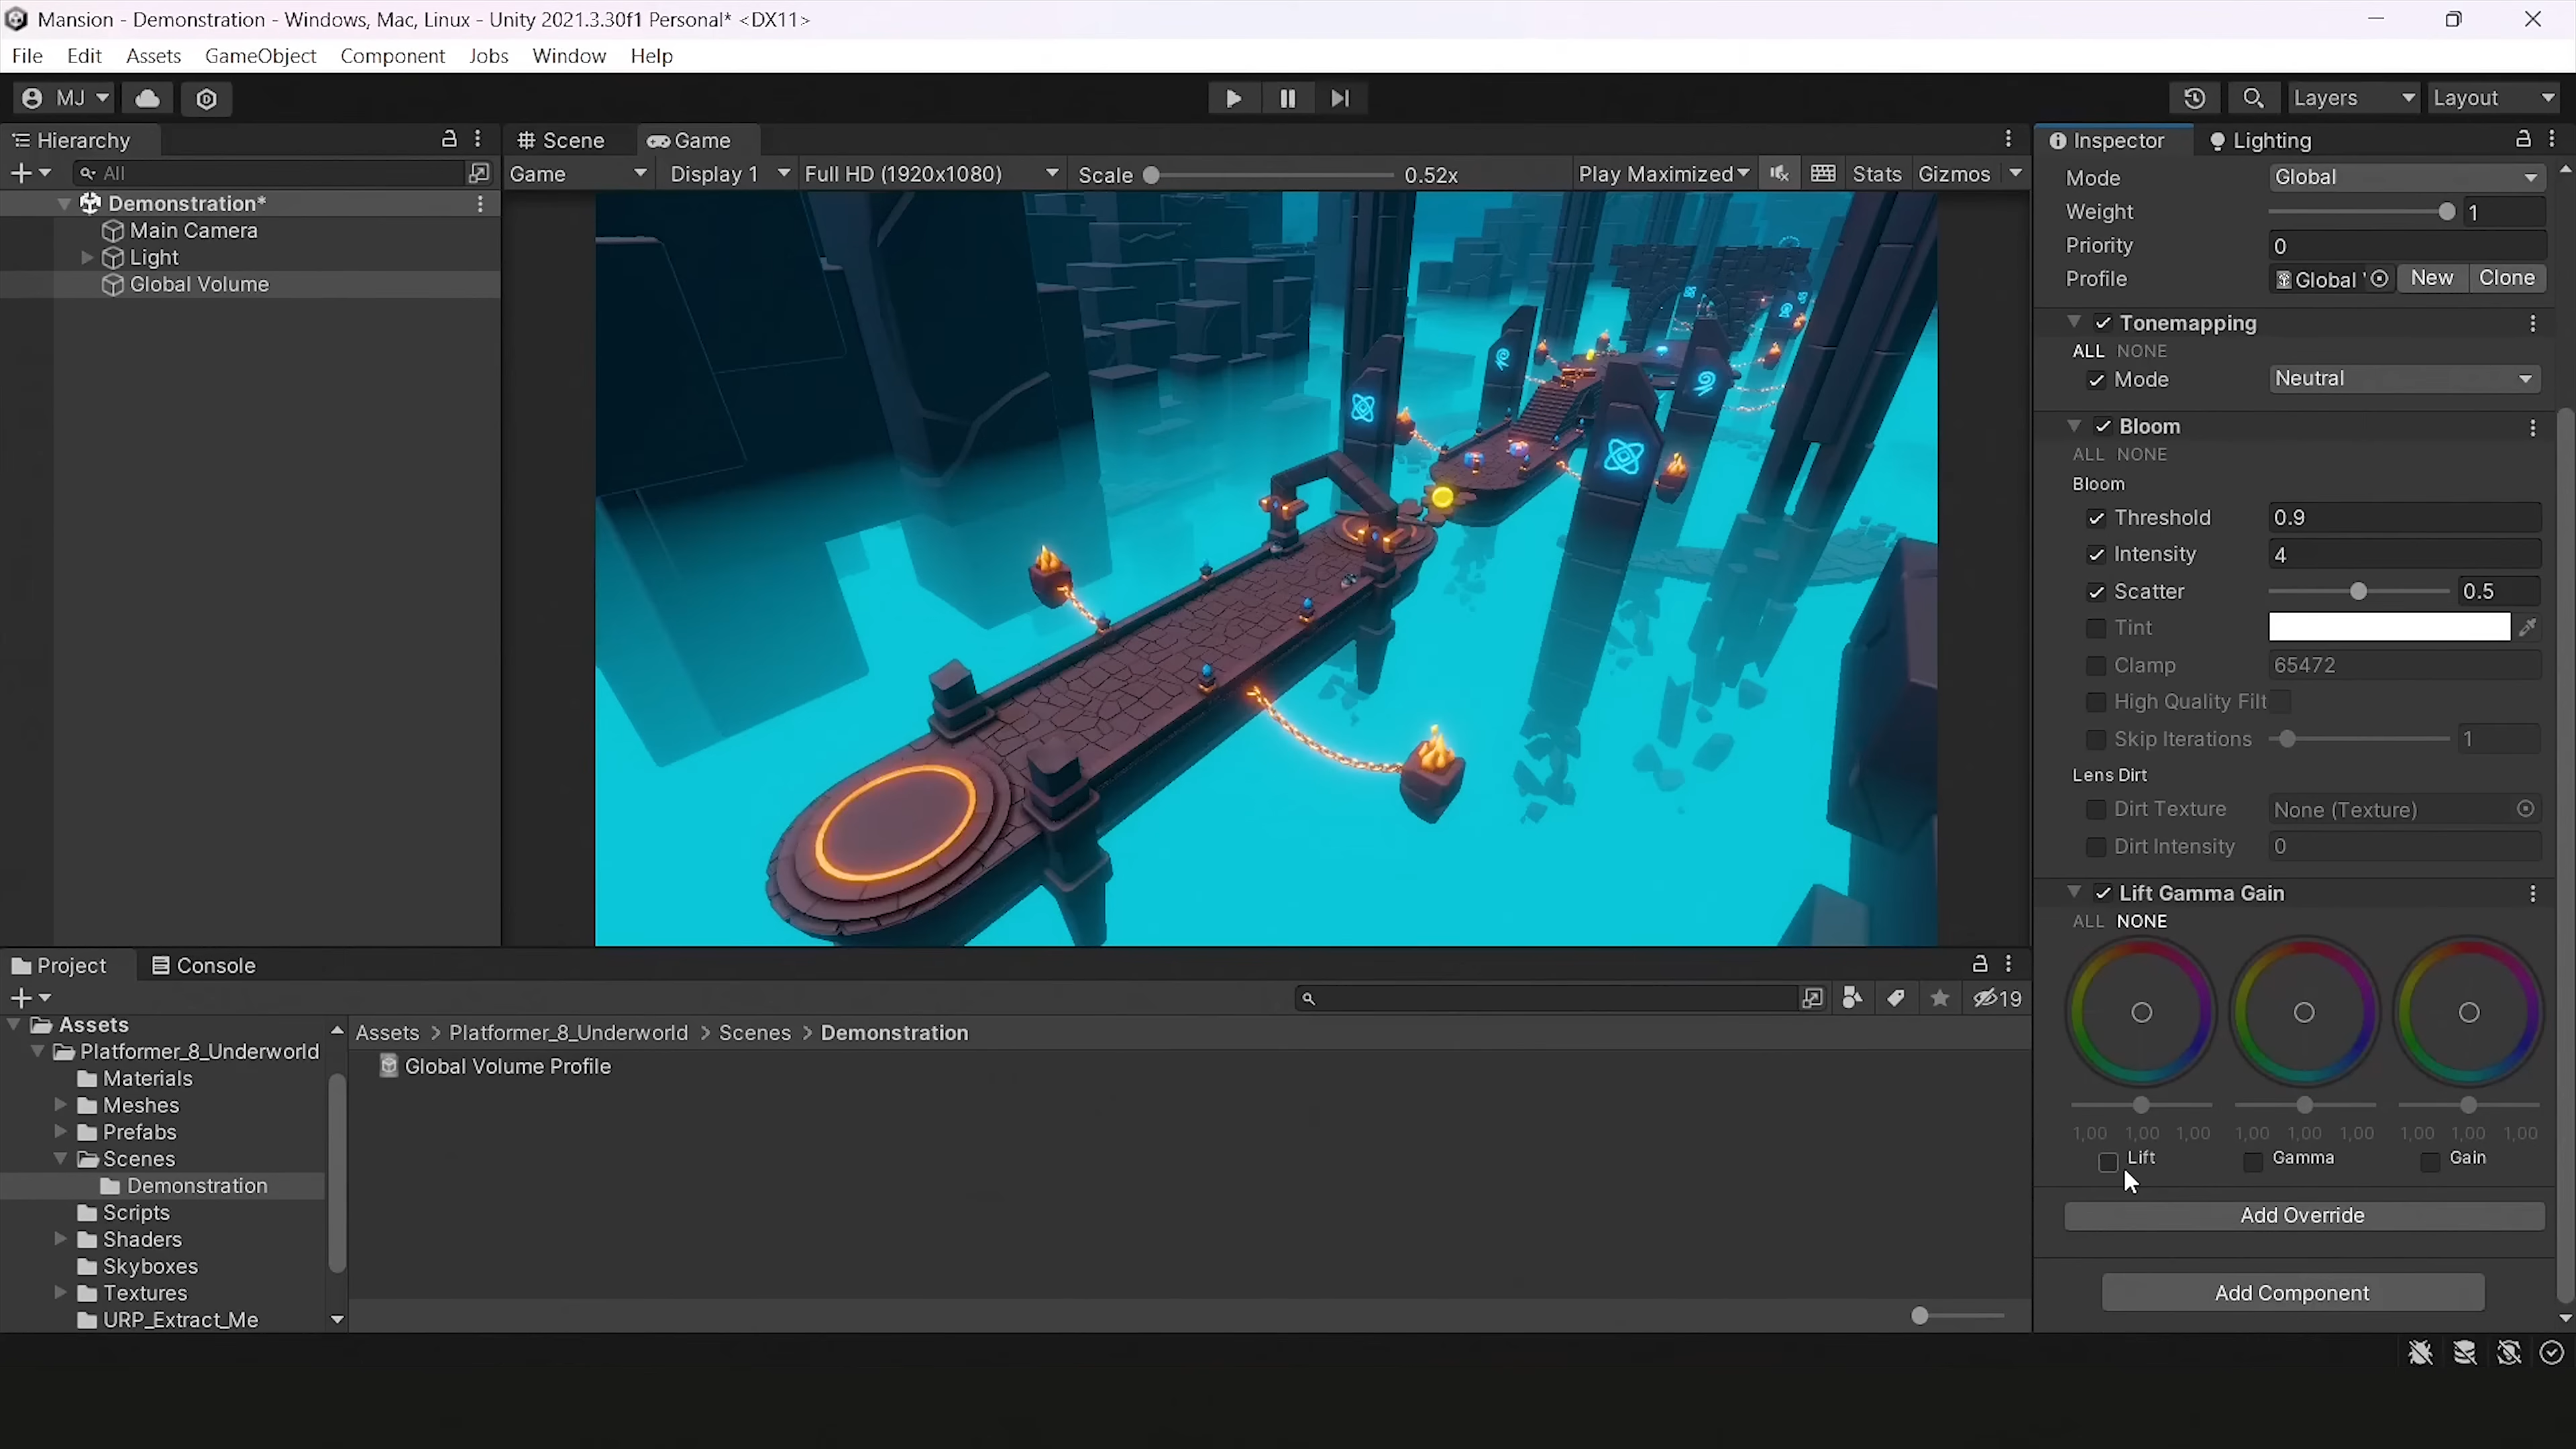 Mansion - Demonstration - Windows, Mac, Linux - Unity 2021.3.30f1 Personal* <DX11>
File Edit Assets GameObject Component Jobs Window Help
MJ
Layers Layout
Hierarchy
All
Demonstration*
Main Camera
Light
Global Volume
Scene Game
Game Display 1 Full HD (1920x1080) Scale 0.52x Play Maximized Stats Gizmos
Inspector Lighting
Mode Global
Weight 1
Priority 0
Profile Global New Clone
Tonemapping
ALL NONE
Mode Neutral
Bloom
ALL NONE
Bloom
Threshold 0.9
Intensity 4
Scatter 0.5
Tint
Clamp 65472
High Quality Filt
Skip Iterations 1
Lens Dirt
Dirt Texture None (Texture)
Dirt Intensity 0
Lift Gamma Gain
ALL NONE
1,00 1,00 1,00 1,00 1,00 1,00 1,00 1,00 1,00
Lift Gamma Gain
Add Override
Add Component
Project Console
19
Assets
Platformer_8_Underworld
Materials
Meshes
Prefabs
Scenes
Demonstration
Scripts
Shaders
Skyboxes
Textures
URP_Extract_Me
Assets > Platformer_8_Underworld > Scenes > Demonstration
Global Volume Profile